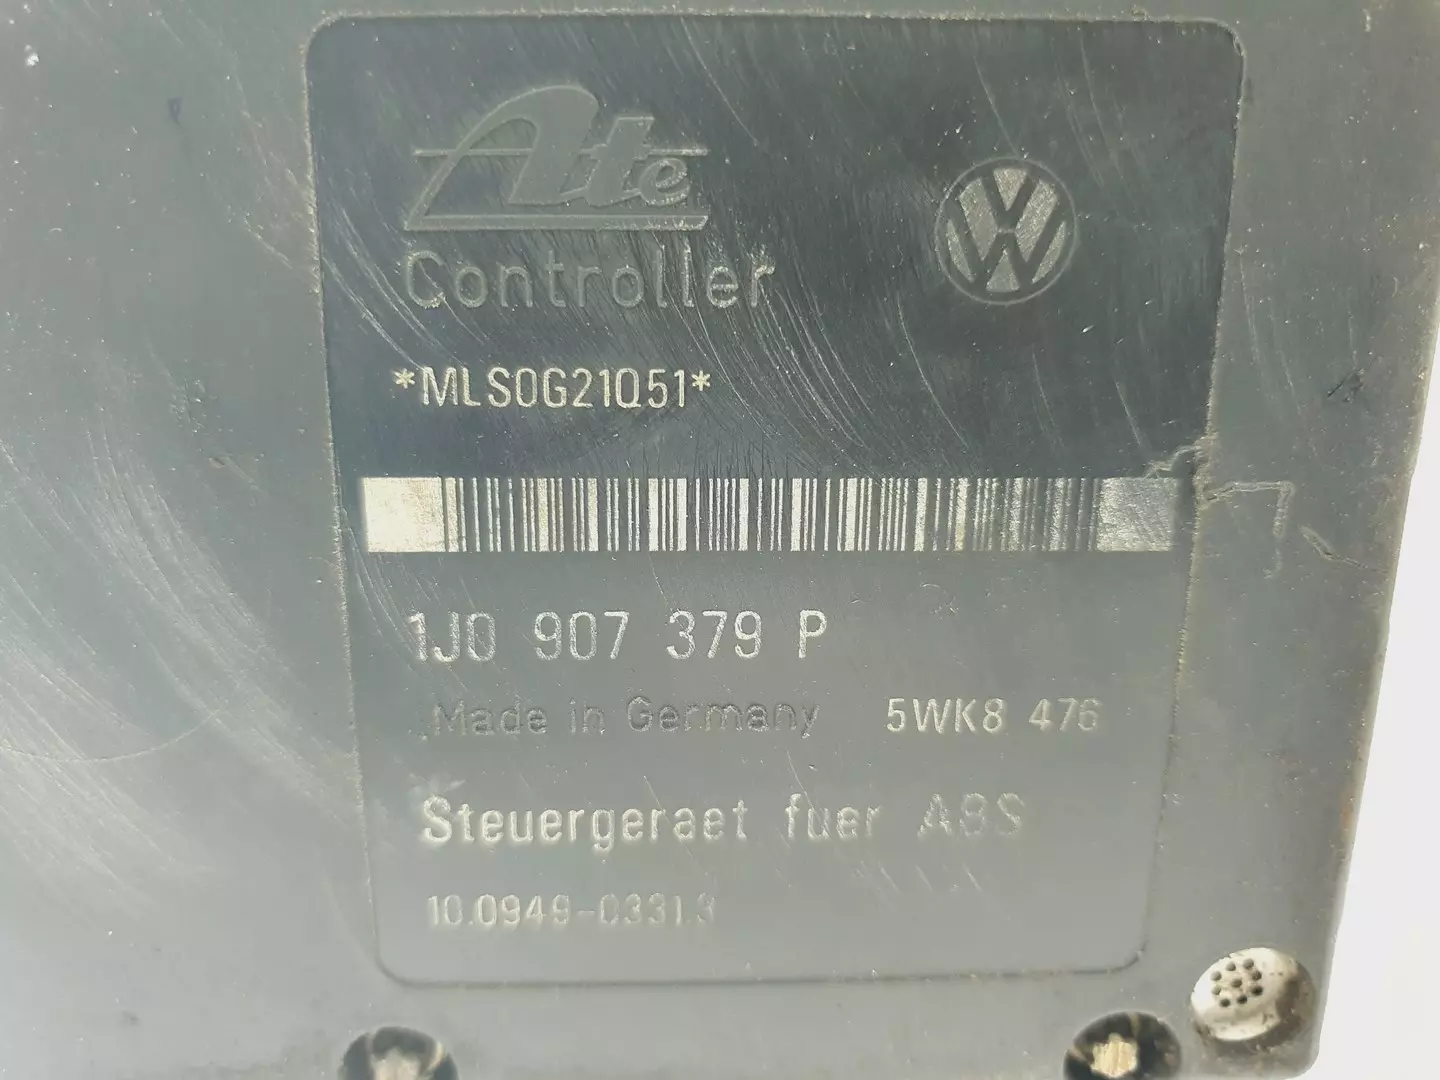 Ate
Controller
*MLS0G21Q51*
1J0 907 379 P
Made in Germany 5WK8 476
Steuergeraet fuer ABS
10.0949-0331.3